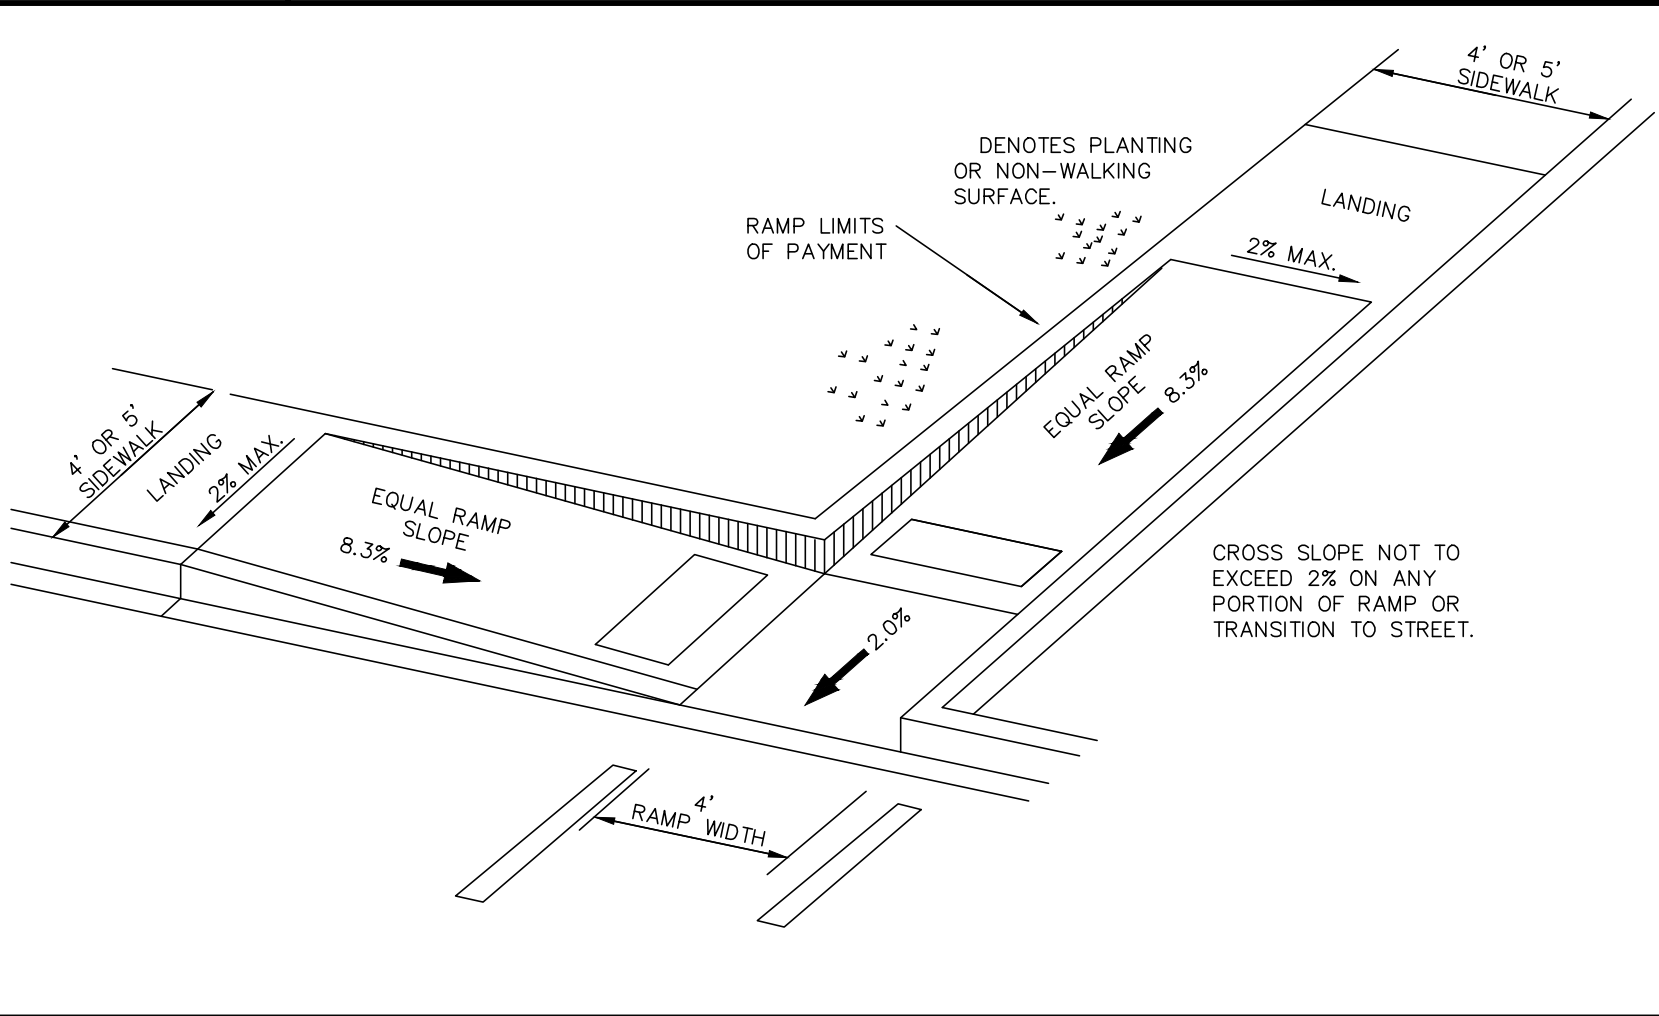 4' OR 5'
SIDEWALK
DENOTES PLANTING
OR NON-WALKING
SURFACE.
LANDING
RAMP LIMITS
OF PAYMENT
2% MAX.
EQUAL RAMP
SLOPE
8.3%
4' OR 5'
SIDEWALK
LANDING
2% MAX.
EQUAL RAMP
SLOPE
8.3%
CROSS SLOPE NOT TO
EXCEED 2% ON ANY
PORTION OF RAMP OR
TRANSITION TO STREET.
2.0%
4'
RAMP WIDTH